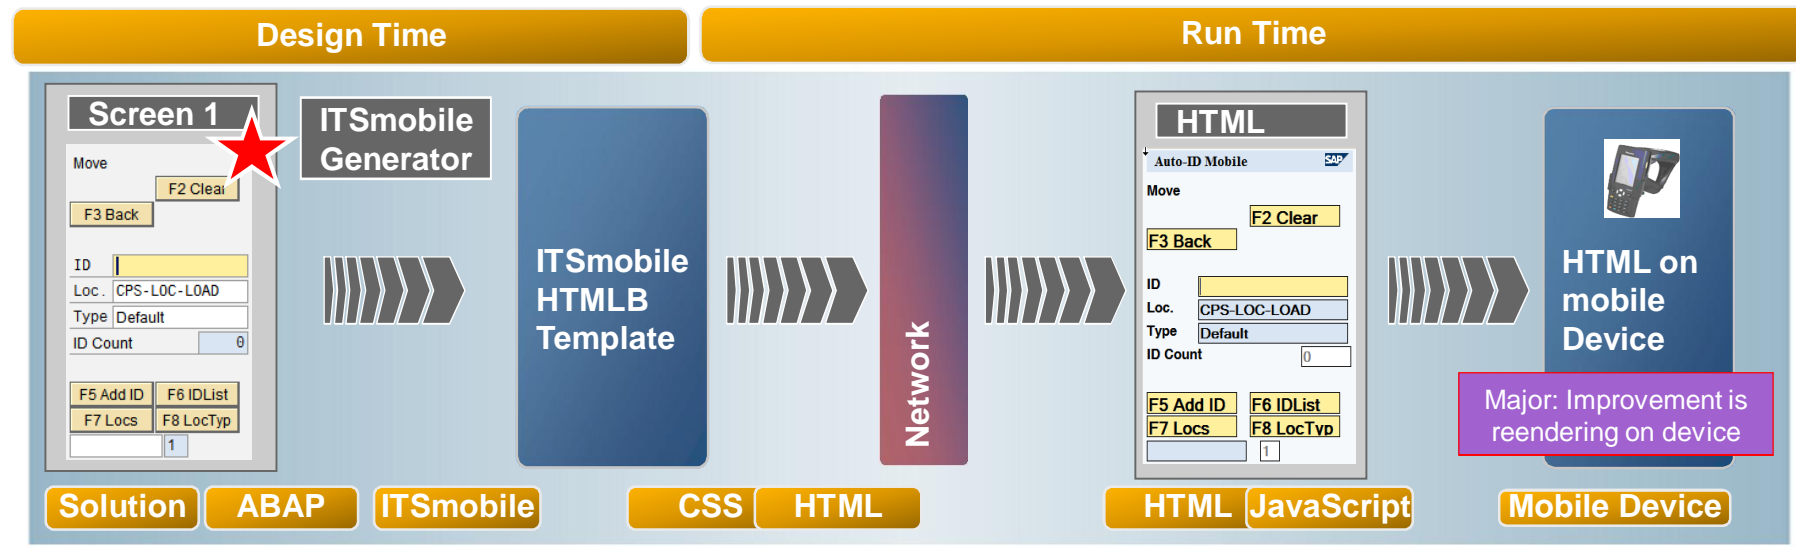 Design Time
Run Time
Screen 1
Move
F2 Clear
F3 Back
ID
Loc. CPS-LOC-LOAD
Type Default
ID Count 0
F5 Add ID F6 IDList
F7 Locs F8 LocTyp
1
ITSmobile
Generator
ITSmobile
HTMLB
Template
Network
HTML
Auto-ID Mobile SAP
Move
F2 Clear
F3 Back
ID
Loc. CPS-LOC-LOAD
Type Default
ID Count 0
F5 Add ID F6 IDList
F7 Locs F8 LocTyp
1
HTML on
mobile
Device
Major: Improvement is
reendering on device
Solution ABAP ITSmobile CSS HTML HTML JavaScript Mobile Device